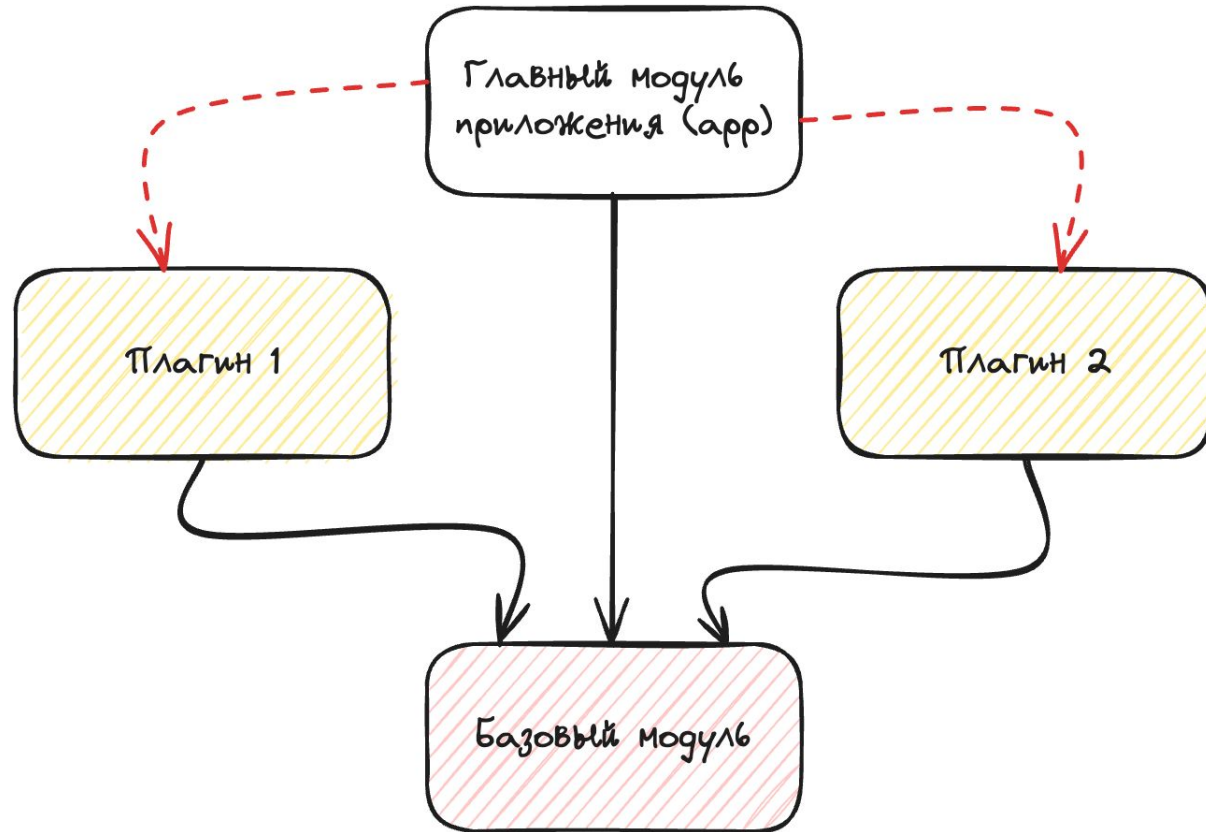 Главный модуль
приложения (app)
Плагин 1
Плагин 2
Базовый модуль